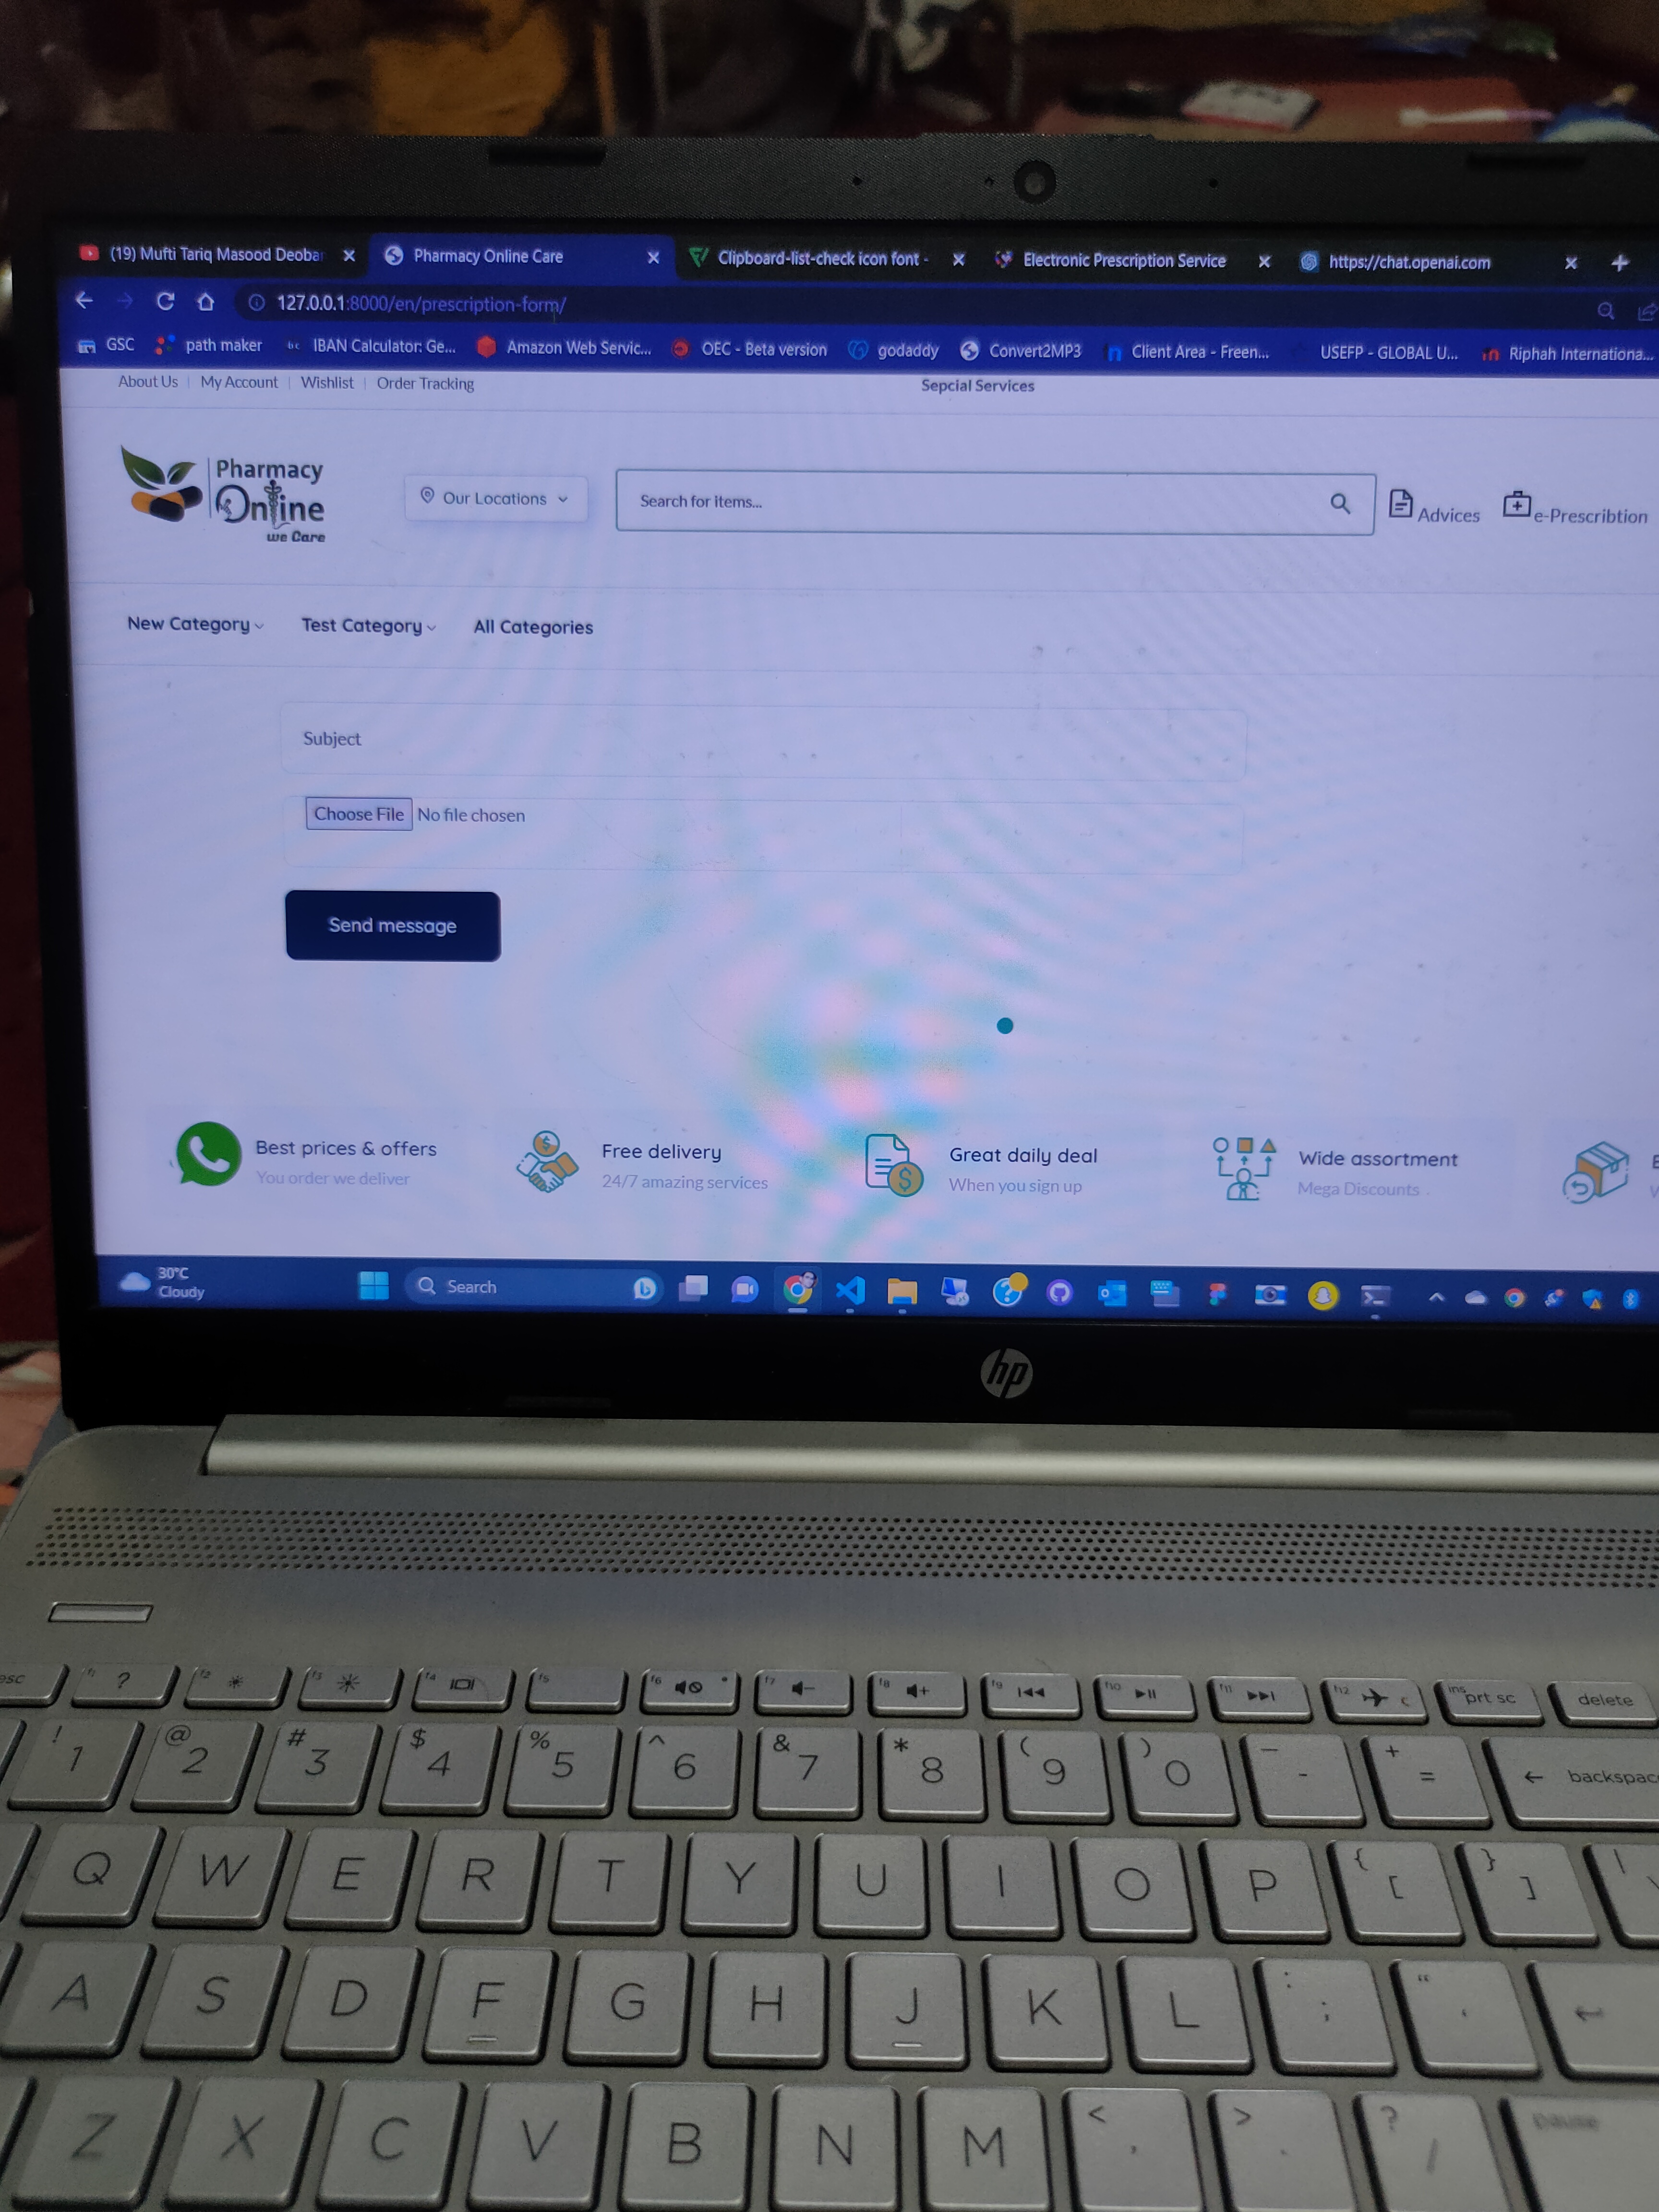 (19) Mufti Tariq Masood Deoba
Pharmacy Online Care
Clipboard-list-check icon font -
Electronic Prescription Service
https://chat.openai.com
127.0.0.1:8000/en/prescription-form/
GSC
path maker
IBAN Calculator: Ge...
Amazon Web Servic...
OEC - Beta version
godaddy
Convert2MP3
Client Area - Freen...
USEFP - GLOBAL U...
Riphah Internationa...
About Us | My Account | Wishlist | Order Tracking
Sepcial Services
Pharmacy
Online
we Care
Our Locations
Search for items...
Advices
e-Prescribtion
New Category
Test Category
All Categories
Subject
Choose File No file chosen
Send message
Best prices & offers
You order we deliver
Free delivery
24/7 amazing services
Great daily deal
When you sign up
Wide assortment
Mega Discounts
30°C
Cloudy
Search
hp
esc f1 ? f2 f3 f4 f5 f6 f7 f8 f9 f10 f11 f12 ins prt sc delete
! 1 @ 2 # 3 $ 4 % 5 ^ 6 & 7 * 8 ( 9 ) 0 _ - + = backspac
Q W E R T Y U I O P { [ } ] | \
A S D F G H J K L : ; " '
Z X C V B N M < , > . ? / pause